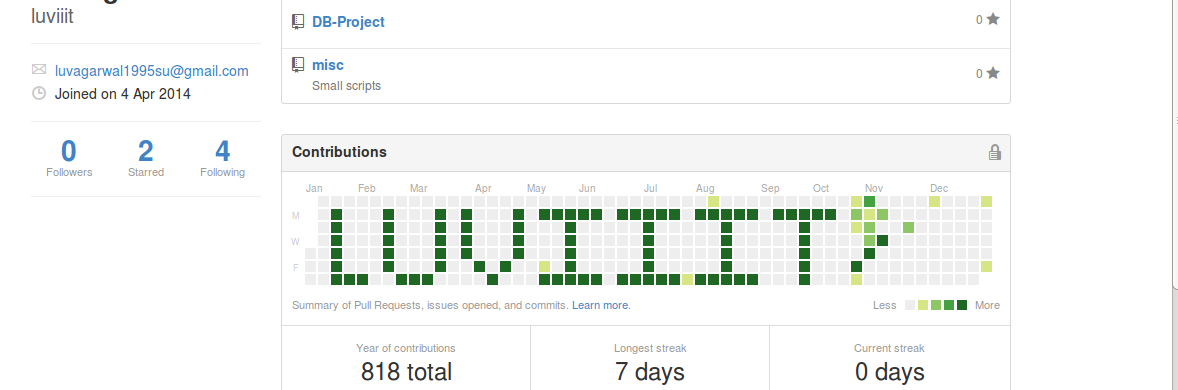 luviiit
luvagarwal1995su@gmail.com
Joined on 4 Apr 2014
0 2 4
Followers Starred Following
DB-Project 0
misc 0
Small scripts
Contributions
Jan Feb Mar Apr May Jun Jul Aug Sep Oct Nov Dec
M
W
F
LUVIIIT
Summary of Pull Requests, issues opened, and commits. Learn more. Less More
Year of contributions Longest streak Current streak
818 total 7 days 0 days